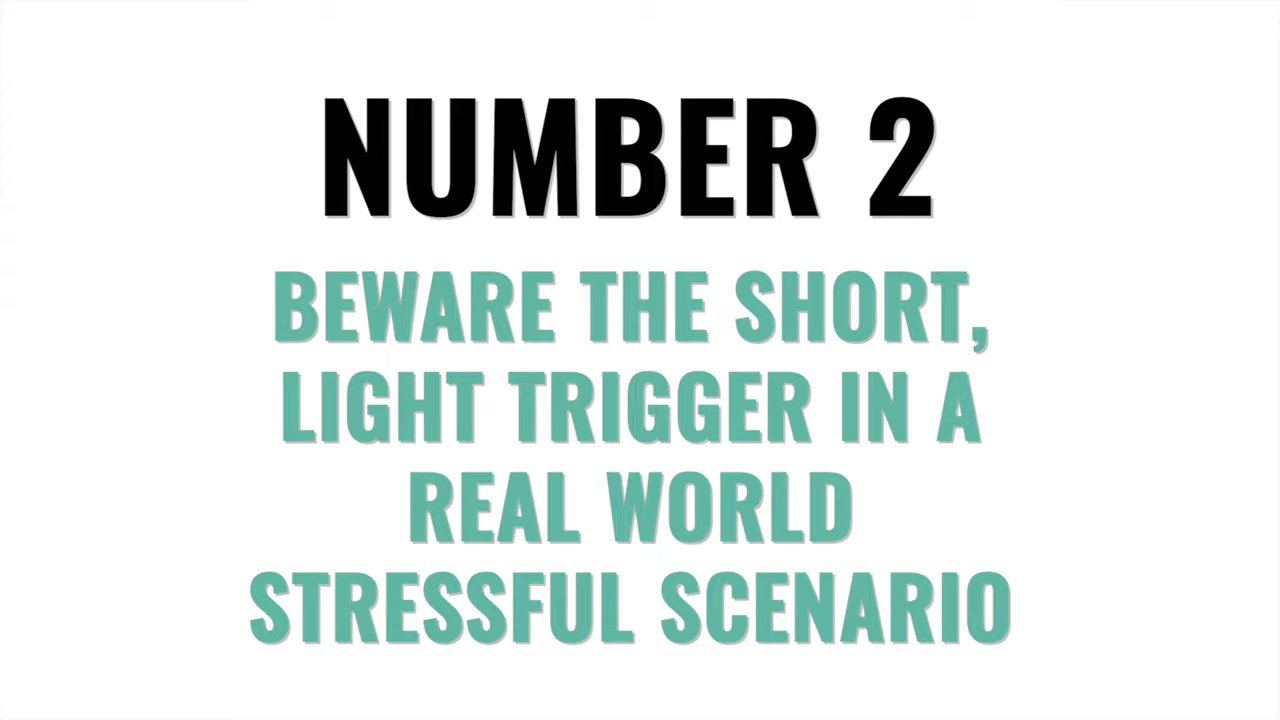 NUMBER 2
BEWARE THE SHORT,
LIGHT TRIGGER IN A
REAL WORLD
STRESSFUL SCENARIO